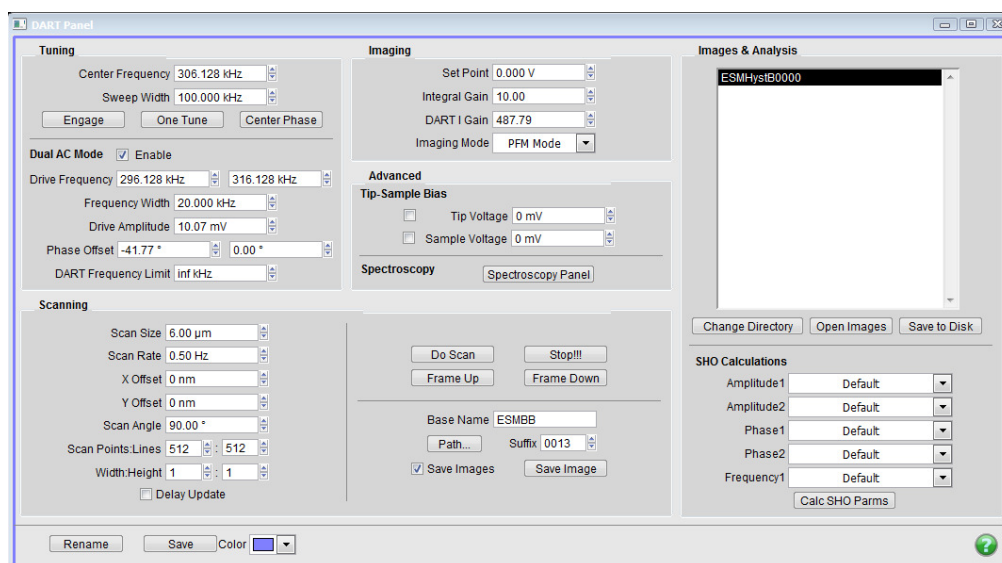 DART Panel
Tuning
Center Frequency 306.128 kHz
Sweep Width 100.000 kHz
Engage One Tune Center Phase
Dual AC Mode Enable
Drive Frequency 296.128 kHz 316.128 kHz
Frequency Width 20.000 kHz
Drive Amplitude 10.07 mV
Phase Offset -41.77 ° 0.00 °
DART Frequency Limit inf kHz
Imaging
Set Point 0.000 V
Integral Gain 10.00
DART I Gain 487.79
Imaging Mode PFM Mode
Advanced
Tip-Sample Bias
Tip Voltage 0 mV
Sample Voltage 0 mV
Spectroscopy Spectroscopy Panel
Scanning
Scan Size 6.00 µm
Scan Rate 0.50 Hz
X Offset 0 nm
Y Offset 0 nm
Scan Angle 90.00 °
Scan Points:Lines 512 : 512
Width:Height 1 : 1
Delay Update
Do Scan Stop!!!
Frame Up Frame Down
Base Name ESMBB
Path... Suffix 0013
Save Images Save Image
Images & Analysis
ESMHystB0000
Change Directory Open Images Save to Disk
SHO Calculations
Amplitude1 Default
Amplitude2 Default
Phase1 Default
Phase2 Default
Frequency1 Default
Calc SHO Parms
Rename Save Color ?